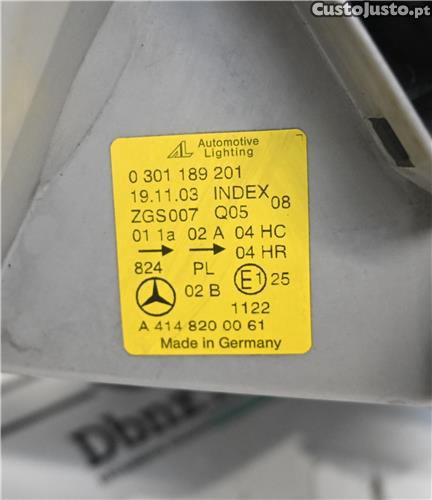 CustoJusto.pt
AL Automotive
Lighting
0 301 189 201
19.11.03 INDEX 08
ZGS007 Q05
01 1a 02 A 04 HC
04 HR
824 PL
02 B E1 25
1122
A 414 820 00 61
Made in Germany